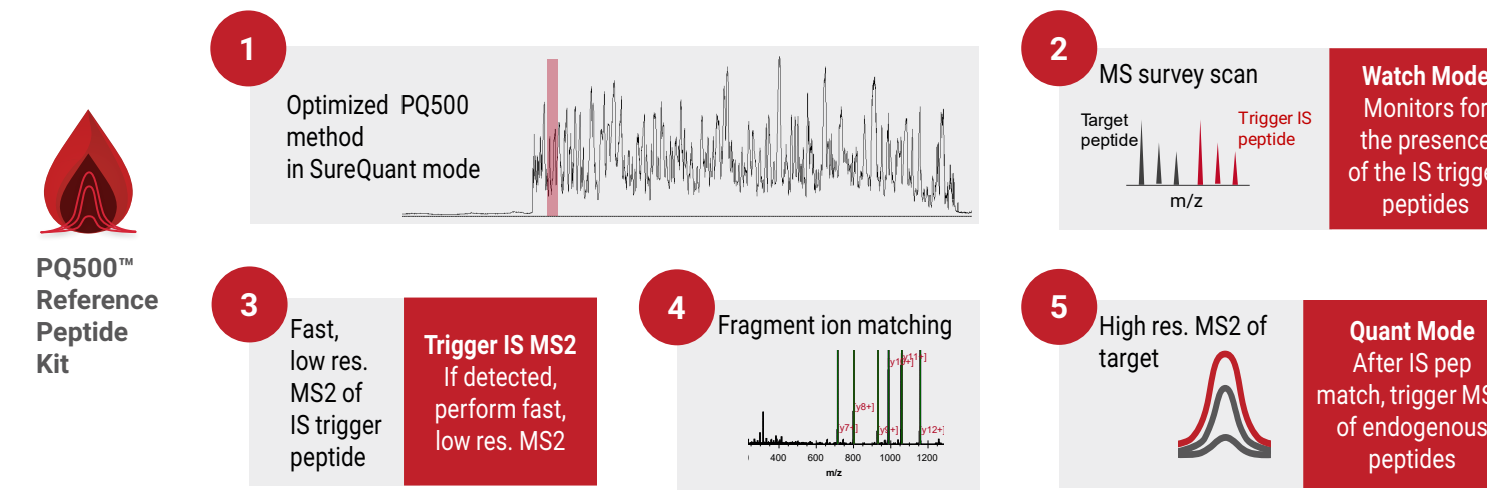 PQ500™
Reference
Peptide
Kit
1
Optimized PQ500
method
in SureQuant mode
2
MS survey scan
Target
peptide
Trigger IS
peptide
m/z
Watch Mode
Monitors for
the presence
of the IS
peptides
3
Fast,
low res.
MS2 of
IS trigger
peptide
Trigger IS MS2
If detected,
perform fast,
low res. MS2
4
Fragment ion matching
[y8+]
[y12+]
400 600 800 1000 1200
m/z
5
High res. MS2 of
target
Quant Mode
After IS pep
match, trigger
of endogenous
peptides